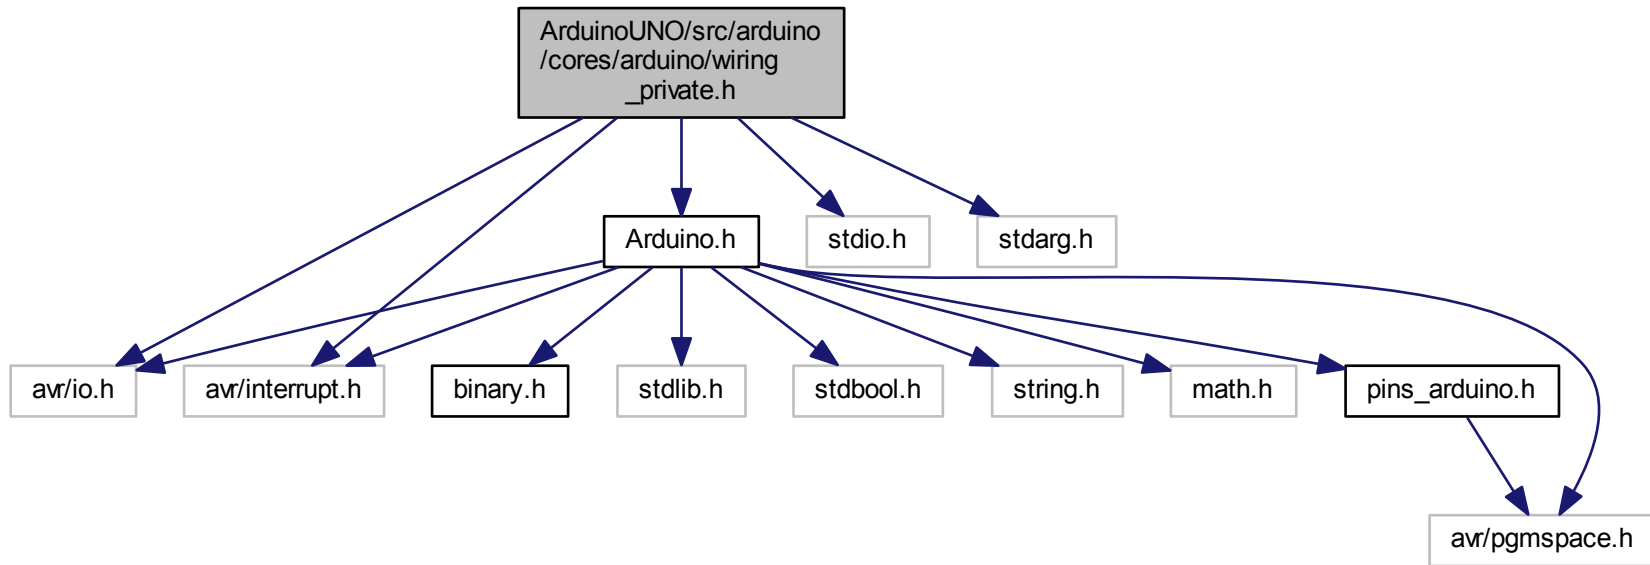 ArduinoUNO/src/arduino
/cores/arduino/wiring
_private.h
Arduino.h
stdio.h
stdarg.h
avr/io.h
avr/interrupt.h
binary.h
stdlib.h
stdbool.h
string.h
math.h
pins_arduino.h
avr/pgmspace.h